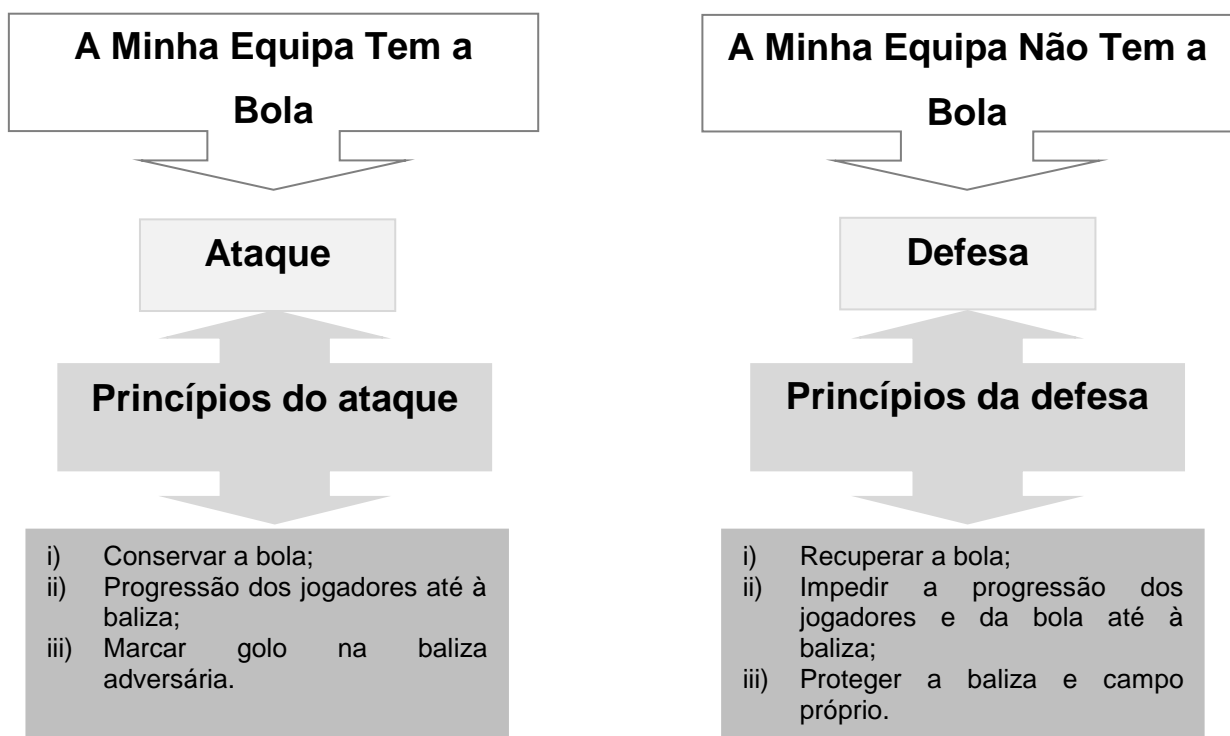 A Minha Equipa Tem a
Bola
Ataque
Princípios do ataque
i) Conservar a bola;
ii) Progressão dos jogadores até à
baliza;
iii) Marcar golo na baliza
adversária.
A Minha Equipa Não Tem a
Bola
Defesa
Princípios da defesa
i) Recuperar a bola;
ii) Impedir a progressão dos
jogadores e da bola até à
baliza;
iii) Proteger a baliza e campo
próprio.